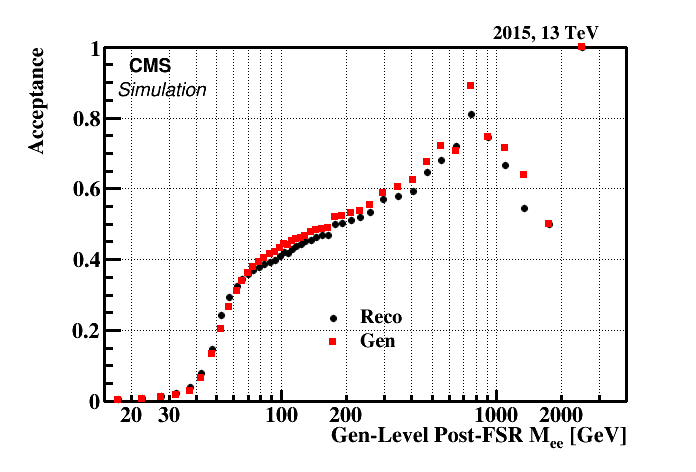 2015, 13 TeV
CMS
Simulation
Acceptance
1
0.8
0.6
0.4
0.2
0
Reco
Gen
20 30 100 200 1000 2000
Gen-Level Post-FSR M_ee [GeV]